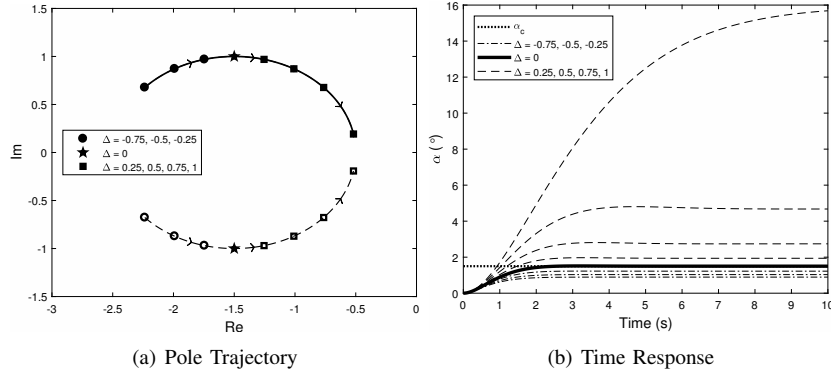 1.5
1
0.5
0
-0.5
-1
-1.5
-3
-2.5
-2
-1.5
-1
-0.5
0
Im
Re
Δ = -0.75, -0.5, -0.25
Δ = 0
Δ = 0.25, 0.5, 0.75, 1
(a) Pole Trajectory
16
14
12
10
8
6
4
2
0
0
1
2
3
4
5
6
7
8
9
10
α (°)
Time (s)
αc
Δ = -0.75, -0.5, -0.25
Δ = 0
Δ = 0.25, 0.5, 0.75, 1
(b) Time Response